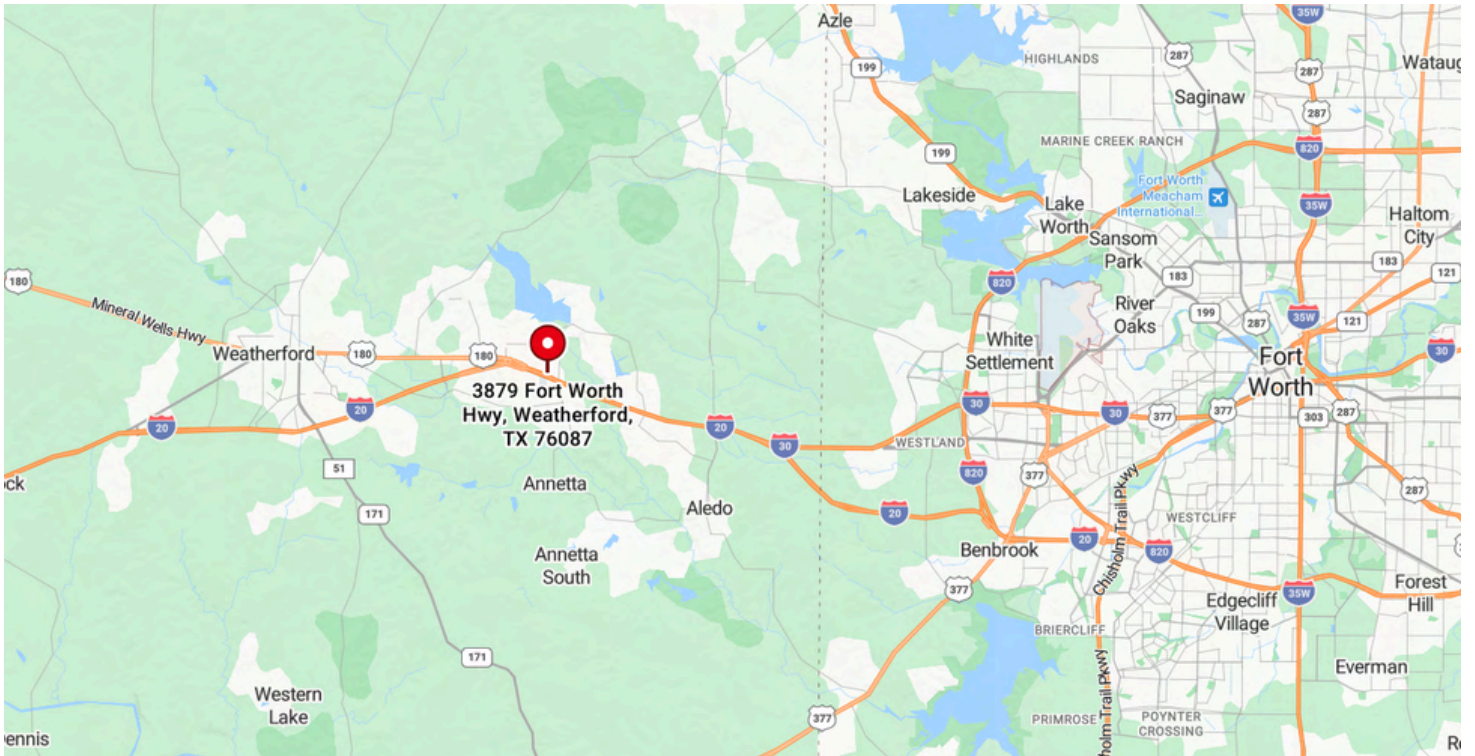 Azle
35W
199
HIGHLANDS
287
287
Wataug
Saginaw
287
MARINE CREEK RANCH
820
199
Fort Worth
Meacham
International...
Lakeside
Lake
Worth
35W
Haltom
City
Sansom
Park
183
183
121
180
820
Mineral Wells Hwy
River
Oaks
199
287
35W
121
White
Settlement
30
Weatherford
180
180
Fort
Worth
3879 Fort Worth
Hwy, Weatherford,
TX 76087
20
20
20
30
30
30
377
377
303
287
WESTLAND
51
820
377
ock
Annetta
287
171
Aledo
20
WESTCLIFF
Chisholm Trail Pkwy
Annetta
South
Benbrook
20
820
377
35W
Forest
Hill
Edgecliff
Village
BRIERCLIFF
171
Everman
Western
Lake
holm Trail Pkwy
377
PRIMROSE
POYNTER
CROSSING
ennis